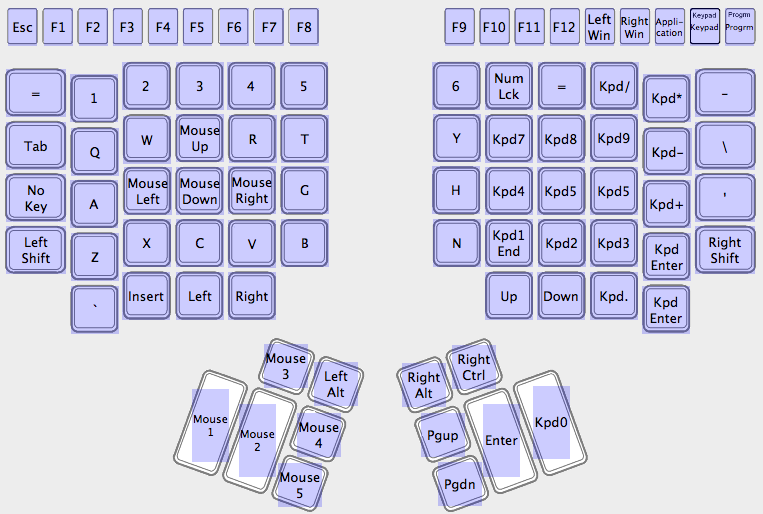 Esc F1 F2 F3 F4 F5 F6 F7 F8 F9 F10 F11 F12 Left Win Right Win Appli-cation Keypad Keypad Progrm Progrm
= 1 2 3 4 5 6 Num Lck = Kpd/ Kpd* -
Tab Q W Mouse Up R T Y Kpd7 Kpd8 Kpd9 Kpd- \
No Key A Mouse Left Mouse Down Mouse Right G H Kpd4 Kpd5 Kpd5 Kpd+ '
Left Shift Z X C V B N Kpd1 End Kpd2 Kpd3 Kpd Enter Right Shift
` Insert Left Right Up Down Kpd. Kpd Enter
Mouse 3 Left Alt Right Alt Right Ctrl
Mouse 1 Mouse 2 Mouse 4 Pgup Enter Kpd0
Mouse 5 Pgdn